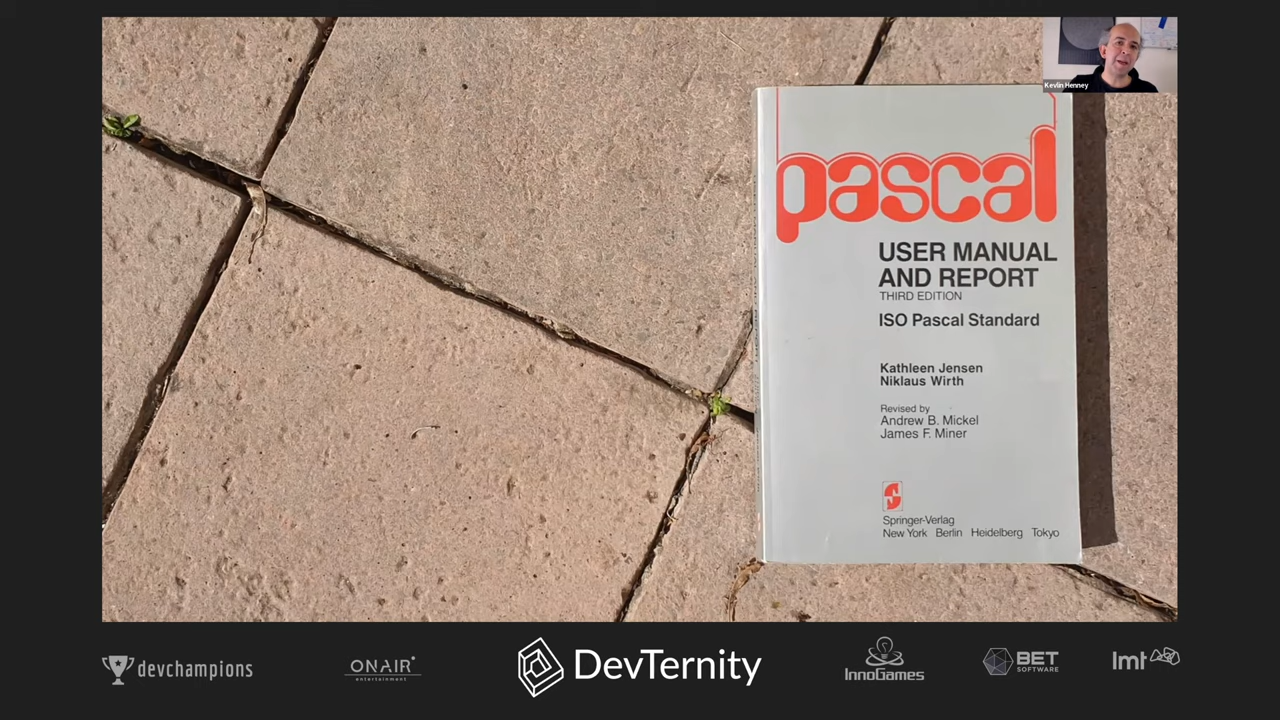 Kevlin Henney
pascal
USER MANUAL
AND REPORT
THIRD EDITION
ISO Pascal Standard
Kathleen Jensen
Niklaus Wirth
Revised by
Andrew B. Mickel
James F. Miner
S
Springer-Verlag
New York Berlin Heidelberg Tokyo
devchampions
ONAIR
entertainment
DevTernity
InnoGames
BET
SOFTWARE
lmt